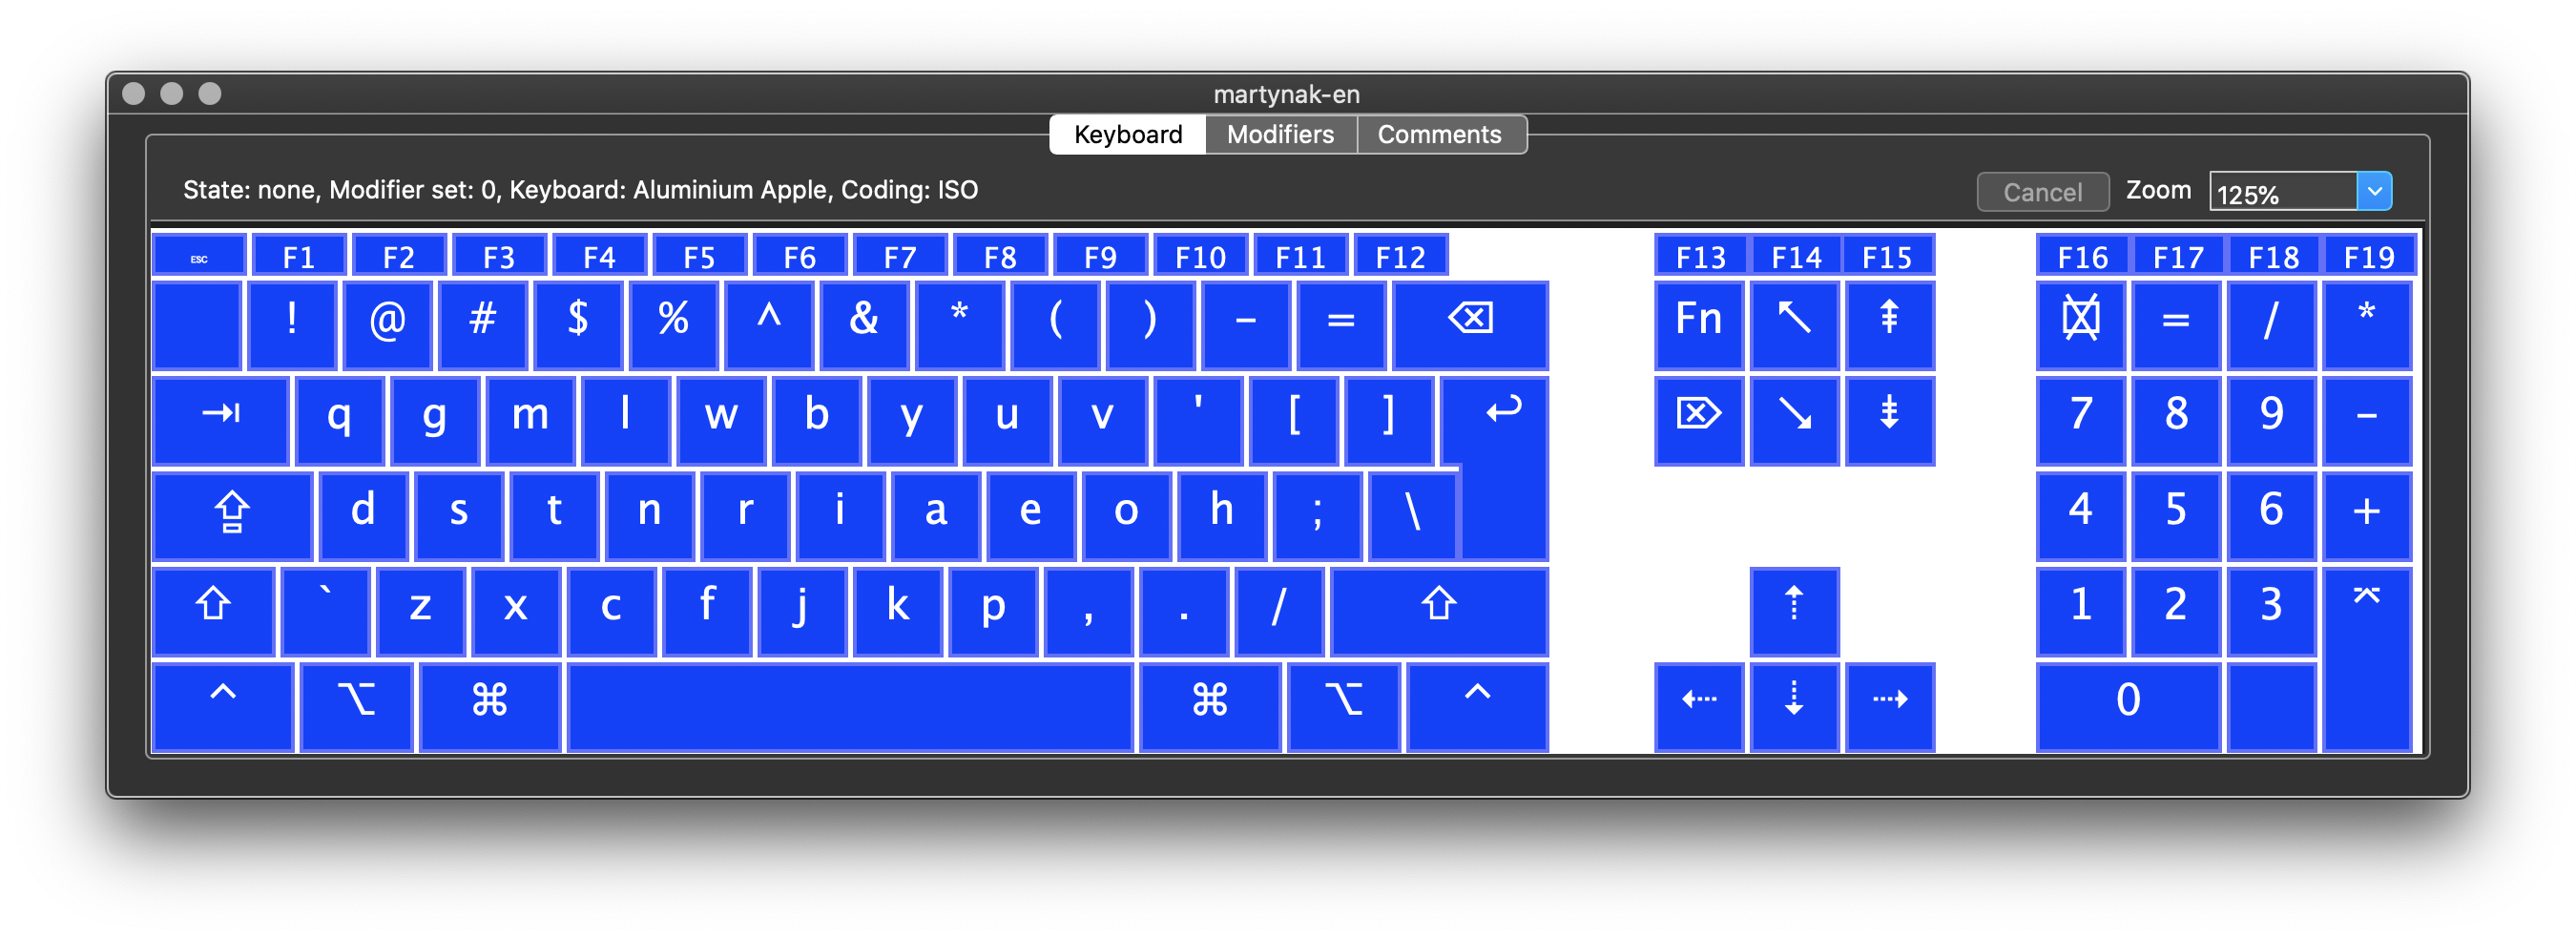 martynak-en
Keyboard Modifiers Comments
State: none, Modifier set: 0, Keyboard: Aluminium Apple, Coding: ISO Cancel Zoom 125%
ESC F1 F2 F3 F4 F5 F6 F7 F8 F9 F10 F11 F12 F13 F14 F15 F16 F17 F18 F19
! @ # $ % ^ & * ( ) - = ⌫ Fn ↖ ⇞ ⌧ = / *
⇥ q g m l w b y u v ' [ ] ↩ ⌦ ↘ ⇟ 7 8 9 -
⇪ d s t n r i a e o h ; \ 4 5 6 +
⇧ ` z x c f j k p , . / ⇧ ⇡ 1 2 3 ⌤
⌃ ⌥ ⌘ ⌘ ⌥ ⌃ ⇠ ⇣ ⇢ 0